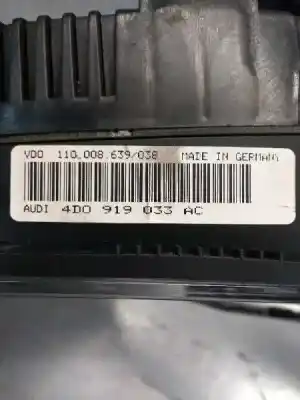 VDO 110.008.639/038 MADE IN GERMANY
AUDI 4D0 919 033 AC